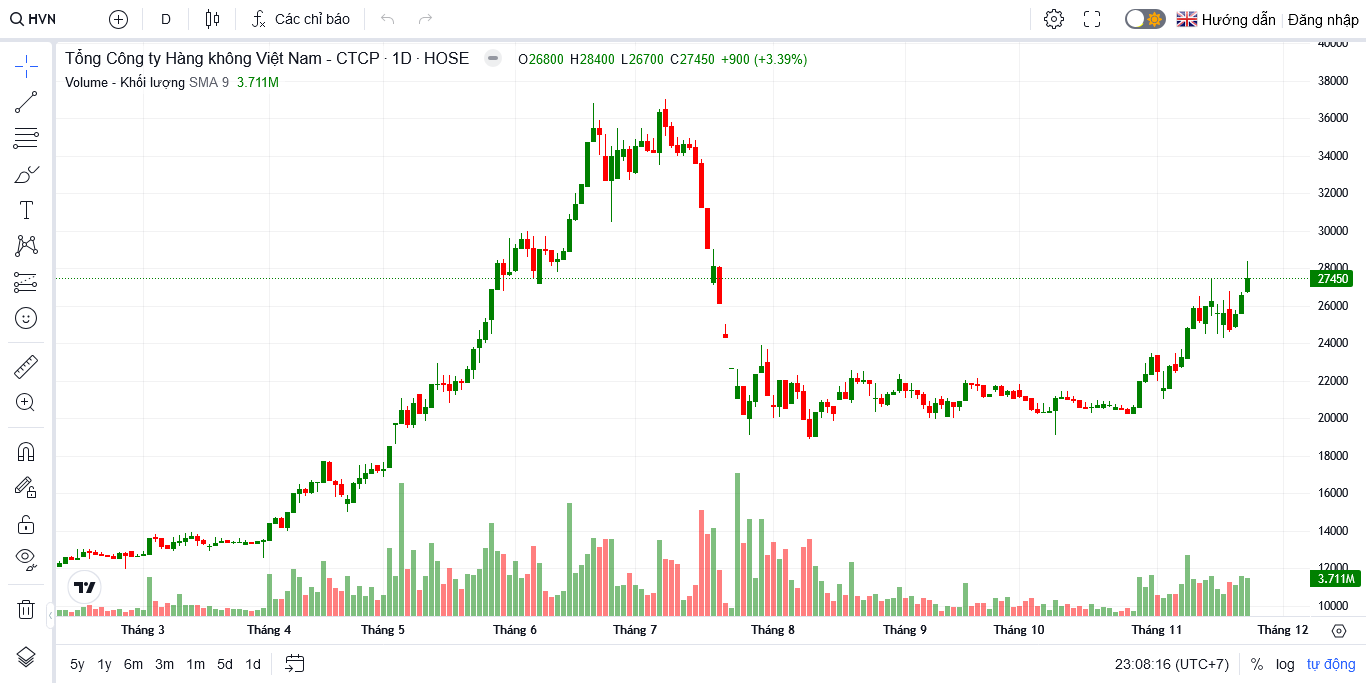 HVN D Các chỉ báo Hướng dẫn Đăng nhập
Tổng Công ty Hàng không Việt Nam - CTCP · 1D · HOSE O26800 H28400 L26700 C27450 +900 (+3.39%)
Volume - Khối lượng SMA 9 3.711M
40000
38000
36000
34000
32000
30000
28000
27450
26000
24000
22000
20000
18000
16000
14000
12000
3.711M
10000
Tháng 3 Tháng 4 Tháng 5 Tháng 6 Tháng 7 Tháng 8 Tháng 9 Tháng 10 Tháng 11 Tháng 12
5y 1y 6m 3m 1m 5d 1d 23:08:16 (UTC+7) % log tự động